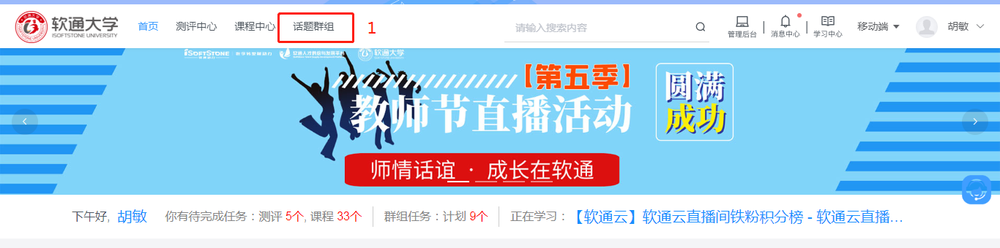 软通大学
ISOFTSTONE UNIVERSITY
首页 测评中心 课程中心 话题群组 1 请输入搜索内容 管理后台 消息中心 学习中心 移动端 胡敏
iSOFTSTONE 软通大学
【第五季】
教师节直播活动
圆满
成功
师情话谊 · 成长在软通
下午好, 胡敏 你有待完成任务：测评 5个, 课程 33个 群组任务：计划 9个 正在学习： 【软通云】软通云直播间铁粉积分榜 - 软通云直播...